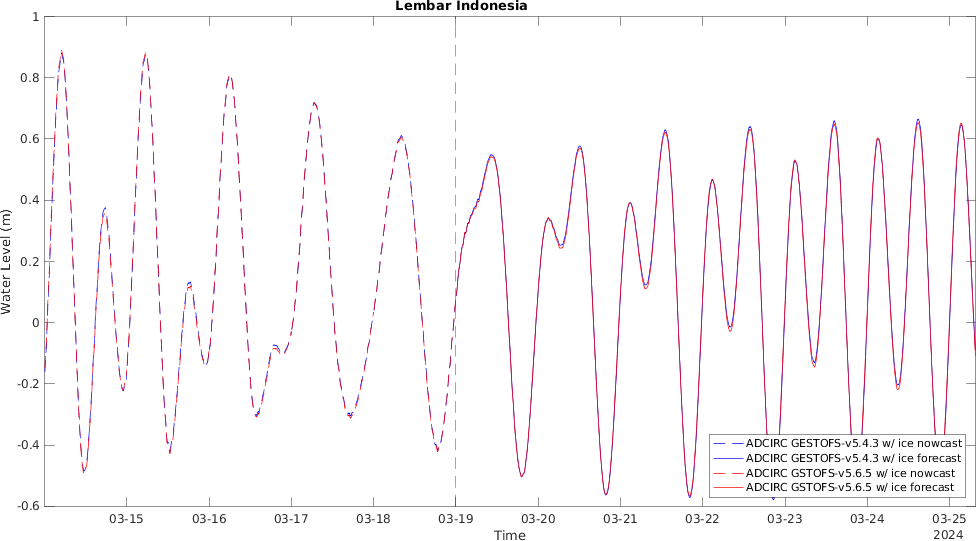 Lembar Indonesia
1
0.8
0.6
0.4
0.2
0
-0.2
-0.4
-0.6
Water Level (m)
ADCIRC GESTOFS-v5.4.3 w/ ice nowcast
ADCIRC GESTOFS-v5.4.3 w/ ice forecast
ADCIRC GSTOFS-v5.6.5 w/ ice nowcast
ADCIRC GSTOFS-v5.6.5 w/ ice forecast
03-15 03-16 03-17 03-18 03-19 03-20 03-21 03-22 03-23 03-24 03-25
Time 2024